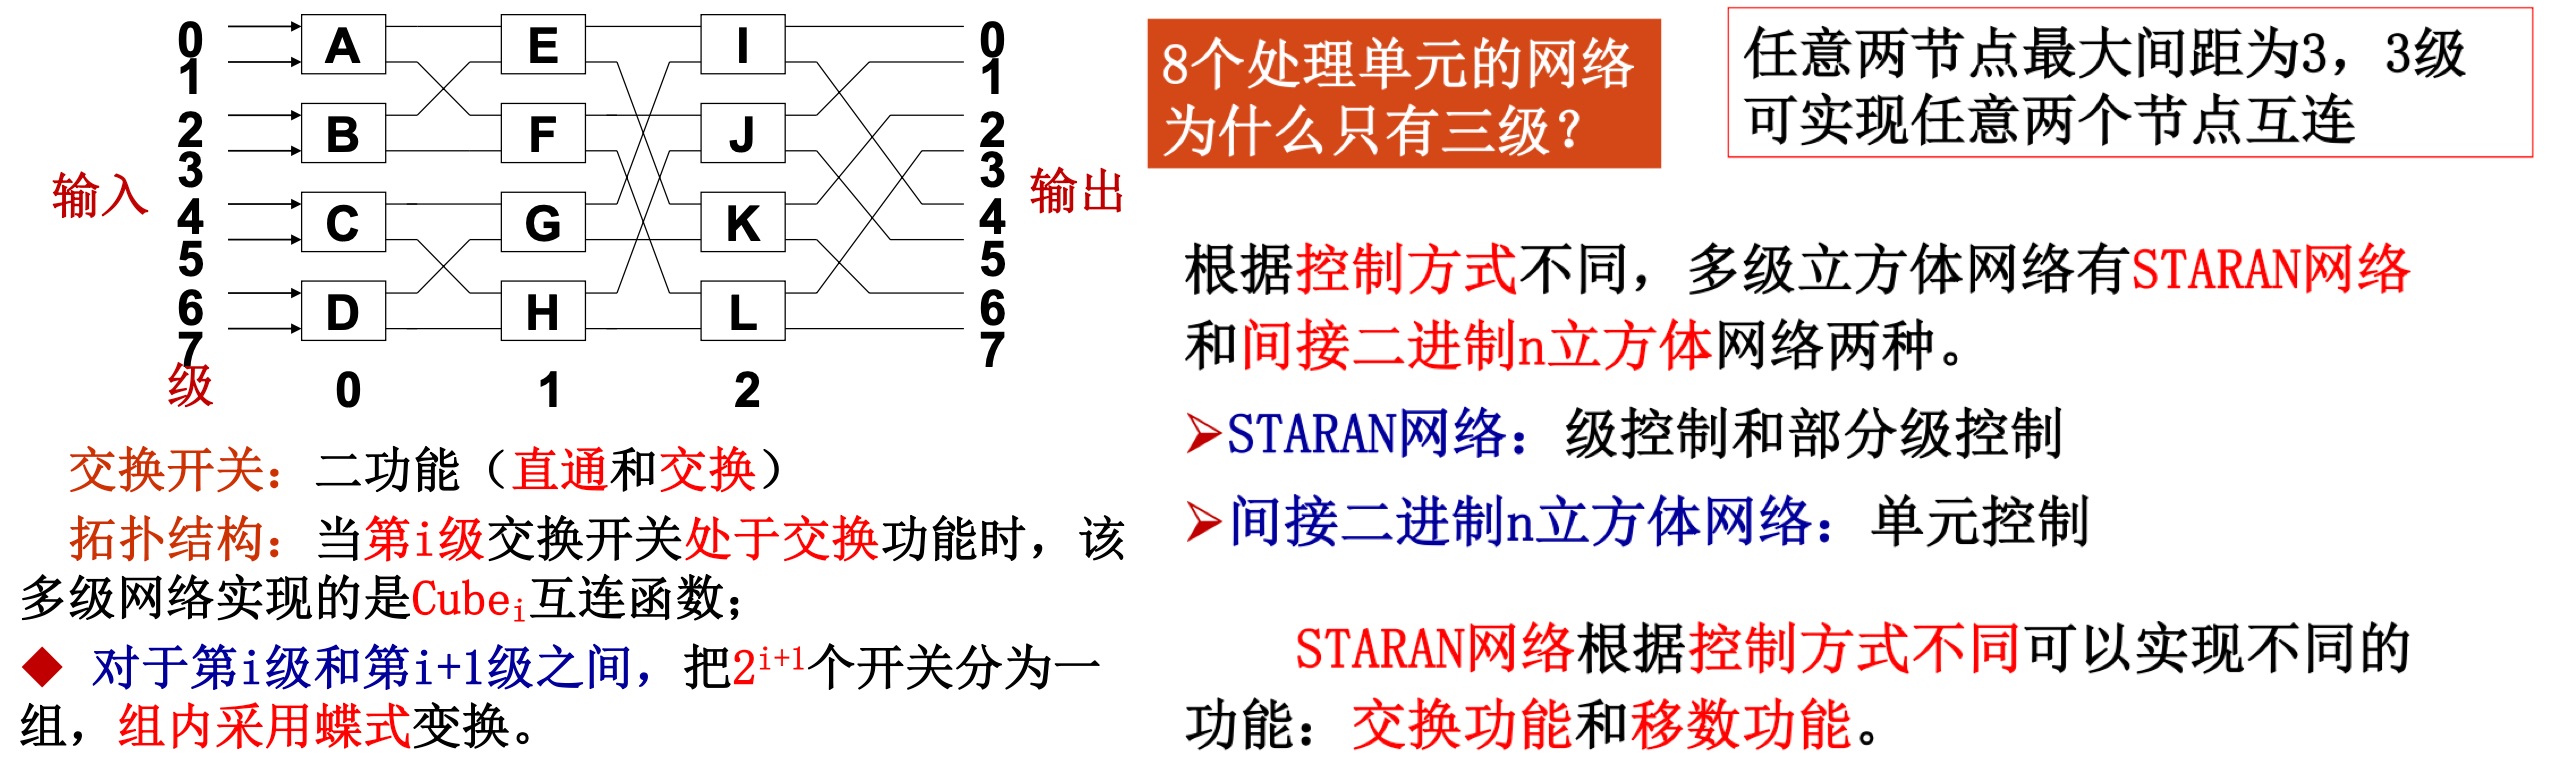 0
1
2
3
4
5
6
7
输入
级
A
B
C
D
E
F
G
H
I
J
K
L
0
1
2
3
4
5
6
7
输出
0 1 2
交换开关：二功能（直通和交换）
拓扑结构：当第i级交换开关处于交换功能时，该
多级网络实现的是Cubei互连函数；
◆ 对于第i级和第i+1级之间，把2i+1个开关分为一
组，组内采用蝶式变换。
8个处理单元的网络
为什么只有三级？
任意两节点最大间距为3，3级
可实现任意两个节点互连
根据控制方式不同，多级立方体网络有STARAN网络
和间接二进制n立方体网络两种。
➢STARAN网络：级控制和部分级控制
➢间接二进制n立方体网络：单元控制
STARAN网络根据控制方式不同可以实现不同的
功能：交换功能和移数功能。